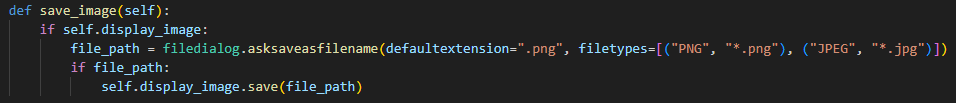 def save_image(self):
    if self.display_image:
        file_path = filedialog.asksaveasfilename(defaultextension=".png", filetypes=[("PNG", "*.png"), ("JPEG", "*.jpg")])
        if file_path:
            self.display_image.save(file_path)